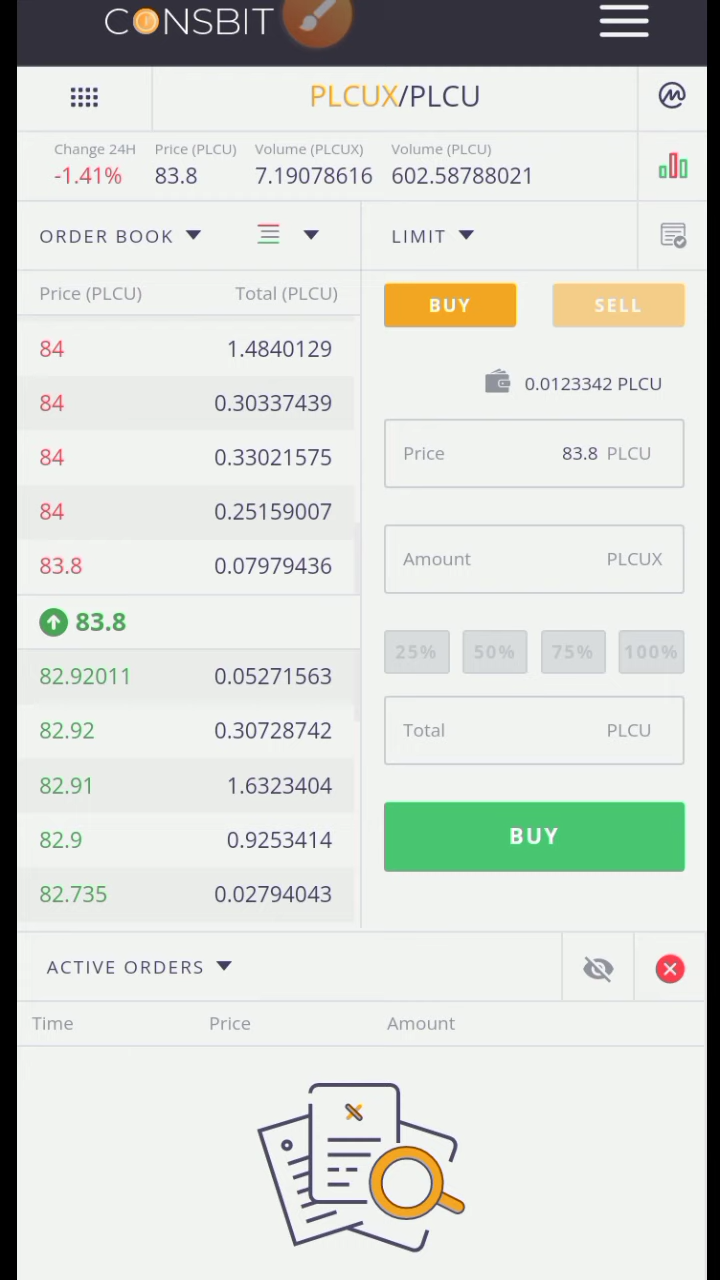 CONSBIT
PLCUX/PLCU
Change 24H Price (PLCU) Volume (PLCUX) Volume (PLCU)
-1.41% 83.8 7.19078616 602.58788021
ORDER BOOK LIMIT
Price (PLCU) Total (PLCU) BUY SELL
84 1.4840129
0.0123342 PLCU
84 0.30337439
84 0.33021575 Price 83.8 PLCU
84 0.25159007
83.8 0.07979436 Amount PLCUX
83.8
25% 50% 75% 100%
82.92011 0.05271563
82.92 0.30728742 Total PLCU
82.91 1.6323404
82.9 0.9253414 BUY
82.735 0.02794043
ACTIVE ORDERS
Time Price Amount